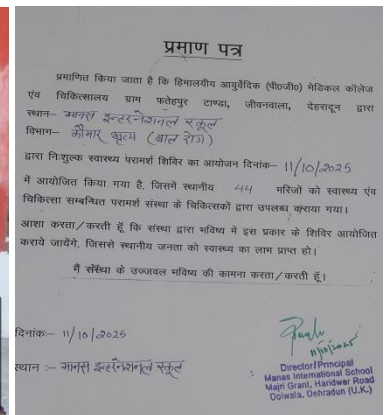 प्रमाण पत्र
प्रमाणित किया जाता है कि हिमालयीय आयुर्वेदिक (पी०जी०) मेडिकल कॉलेज
एंव चिकित्सालय ग्राम फतेहपुर टाण्डा, जीवनवाला, देहरादून द्वारा
स्थान– मानस इन्टरनेशनल स्कूल
विभाग– कौमार भृत्य (बाल रोग)
द्वारा निःशुल्क स्वास्थ्य परामर्श शिविर का आयोजन दिनांक– 11/10/2025
में आयोजित किया गया है, जिसमें स्थानीय 44 मरिजों को स्वास्थ्य एंव
चिकित्सा सम्बन्धित परामर्श संस्था के चिकित्सकों द्वारा उपलब्ध कराया गया।
आशा करता/करती हूँ कि संस्था द्वारा भविष्य में इस प्रकार के शिविर आयोजित
कराये जायेंगे, जिससे स्थानीय जनता को स्वास्थ्य का लाभ प्राप्त हो।
मैं संस्था के उज्जवल भविष्य की कामना करता/करती हूँ।
दिनांक:– 11/10/2025
11/10/2025
स्थान :– मानस इन्टरनेशनल स्कूल
Director/Principal
Manas International School
Majri Grant, Haridwar Road
Doiwala, Dehradun (U.K.)